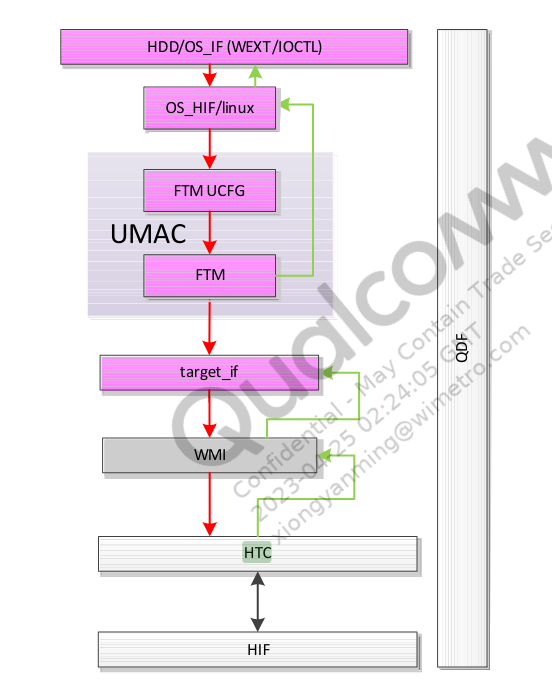 HDD/OS_IF (WEXT/IOCTL)
OS_HIF/linux
FTM UCFG
UMAC
FTM
target_if
WMI
HTC
HIF
QDF
Qualcomm
Confidential - May Contain Trade Sec
2023-04-25 02:24:05 GMT
xiongyanming@wimetro.com